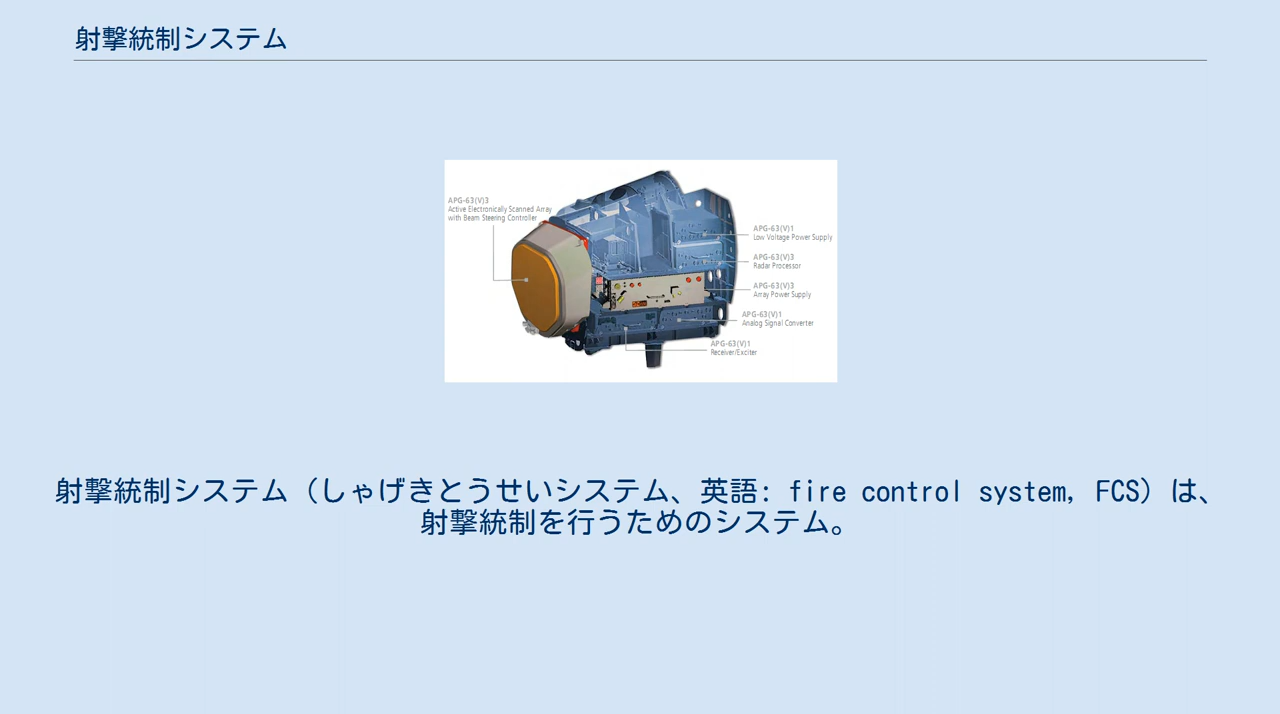 射撃統制システム
APG-63(V)3
Active Electronically Scanned Array
with Beam Steering Controller
APG-63(V)1
Low Voltage Power Supply
APG-63(V)3
Radar Processor
APG-63(V)3
Array Power Supply
APG-63(V)1
Analog Signal Converter
APG-63(V)1
Receiver/Exciter
射撃統制システム（しゃげきとうせいシステム、英語: fire control system, FCS）は、
射撃統制を行うためのシステム。